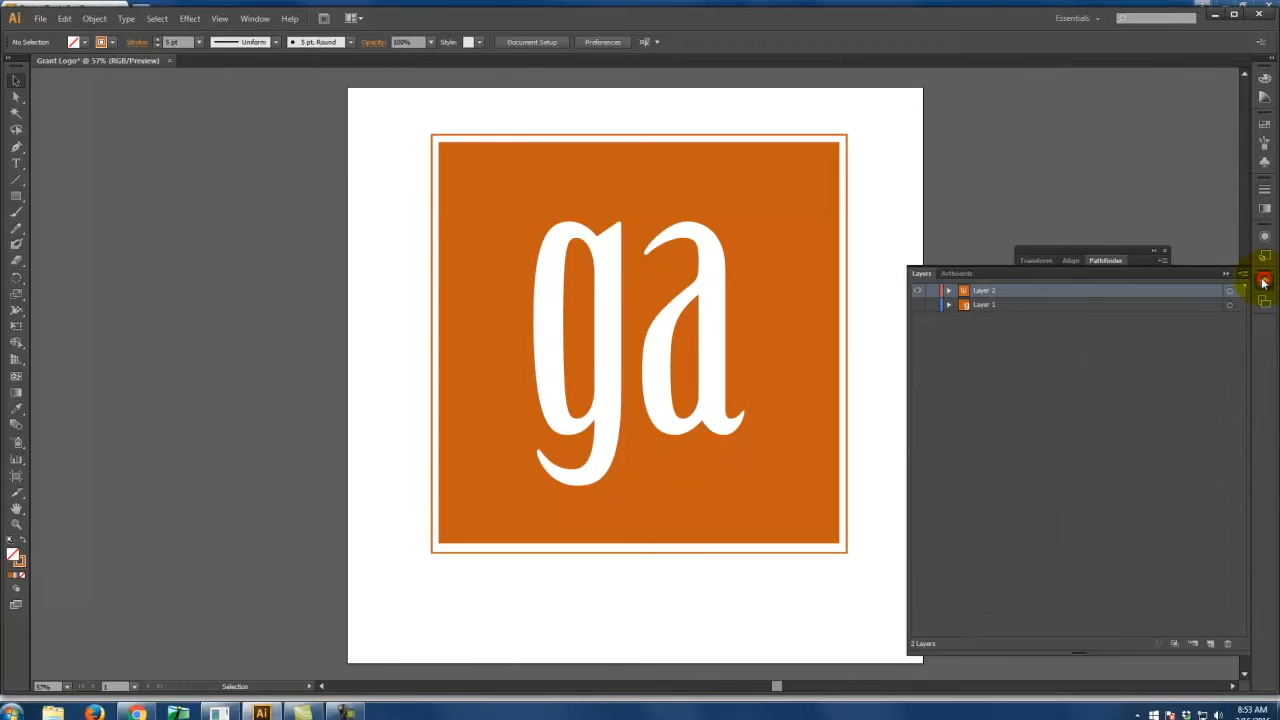 Ai File Edit Object Type Select Effect View Window Help Essentials
No Selection Stroke: 5 pt Uniform 5 pt. Round Opacity: 100% Style: Document Setup Preferences
Grant Logo* @ 57% (RGB/Preview) ×
ga
Transform Align Pathfinder
Layers Artboards
Layer 2
Layer 1
2 Layers
57% 1 Selection
Ai
8:53 AM